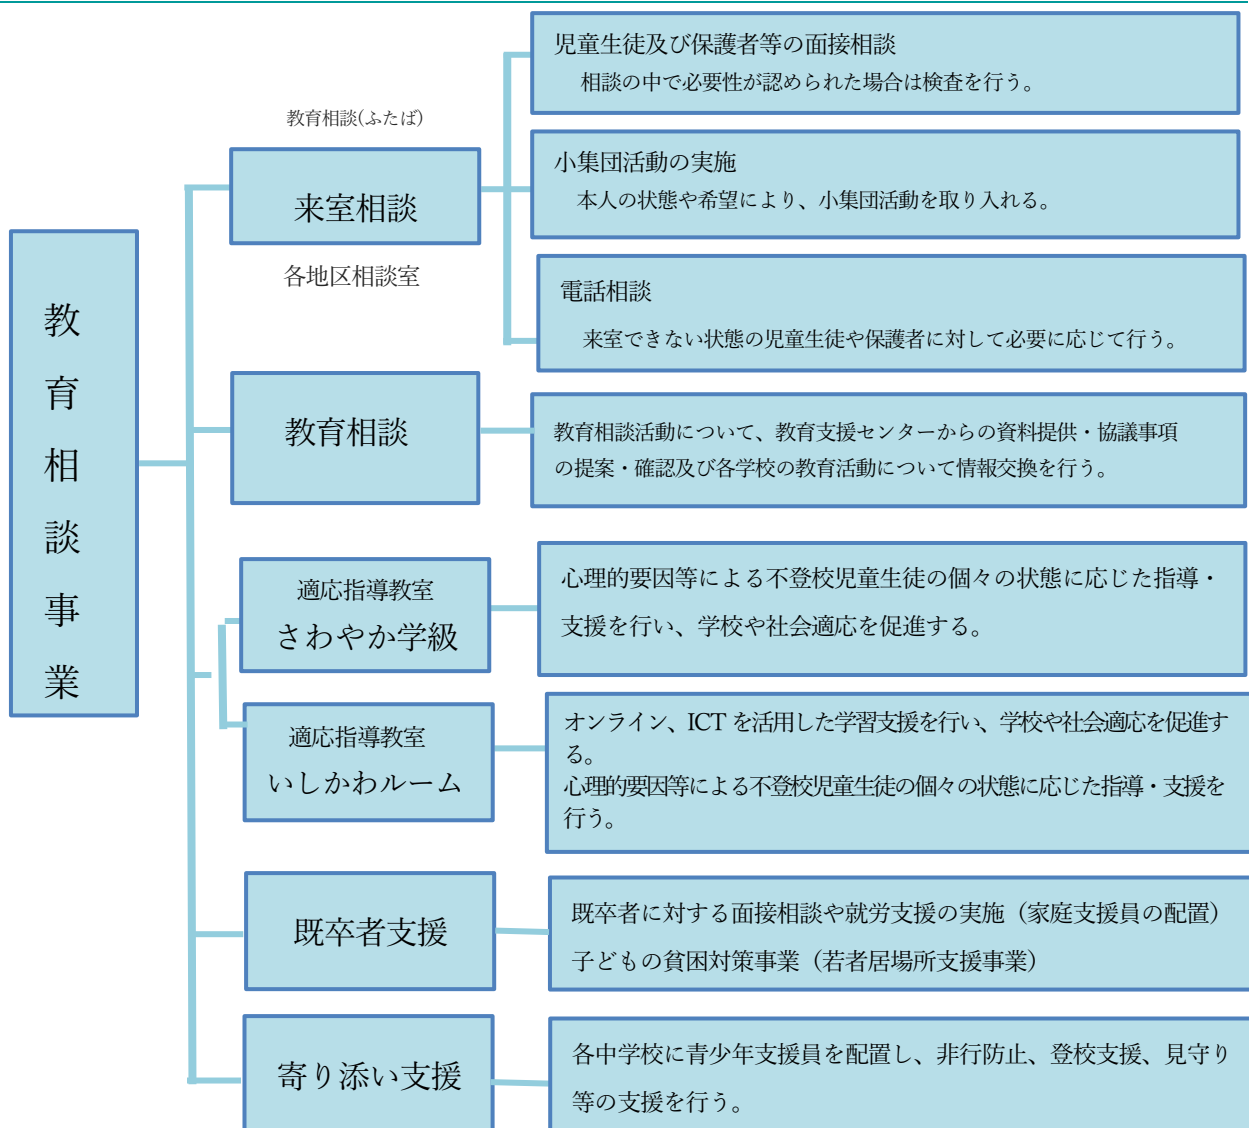 教育相談事業
教育相談(ふたば)
来室相談
各地区相談室
児童生徒及び保護者等の面接相談
相談の中で必要性が認められた場合は検査を行う。
小集団活動の実施
本人の状態や希望により、小集団活動を取り入れる。
電話相談
来室できない状態の児童生徒や保護者に対して必要に応じて行う。
教育相談
教育相談活動について、教育支援センターからの資料提供・協議事項
の提案・確認及び各学校の教育活動について情報交換を行う。
適応指導教室
さわやか学級
心理的要因等による不登校児童生徒の個々の状態に応じた指導・
支援を行い、学校や社会適応を促進する。
適応指導教室
いしかわルーム
オンライン、ICT を活用した学習支援を行い、学校や社会適応を促進す
る。
心理的要因等による不登校児童生徒の個々の状態に応じた指導・支援を
行う。
既卒者支援
既卒者に対する面接相談や就労支援の実施（家庭支援員の配置）
子どもの貧困対策事業（若者居場所支援事業）
寄り添い支援
各中学校に青少年支援員を配置し、非行防止、登校支援、見守り
等の支援を行う。